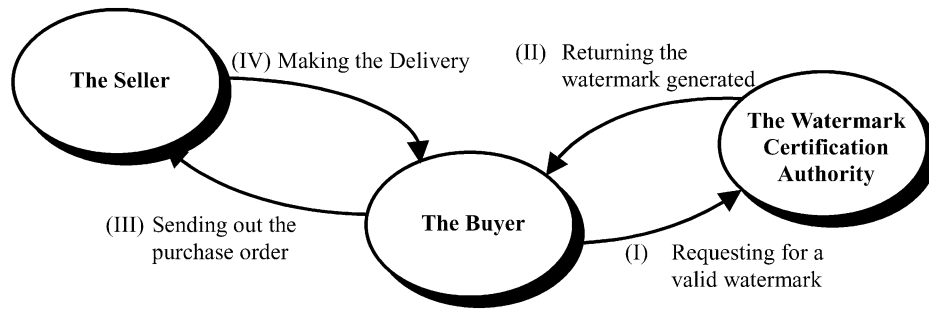 The Seller
(IV) Making the Delivery
(II) Returning the
watermark generated
The Watermark
Certification
Authority
(III) Sending out the
purchase order
The Buyer
(I) Requesting for a
valid watermark